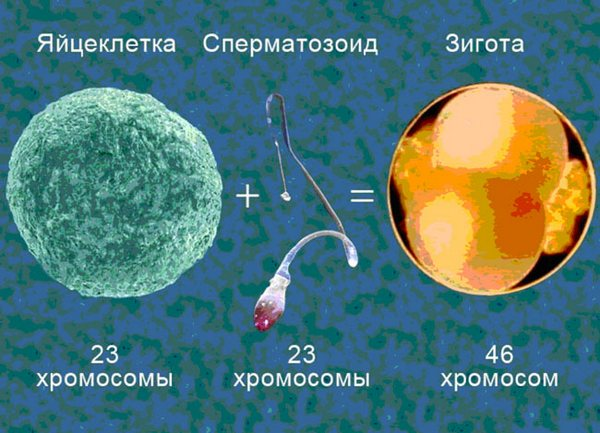 Яйцеклетка Сперматозоид Зигота
+ =
23 23 46
хромосомы хромосомы хромосом